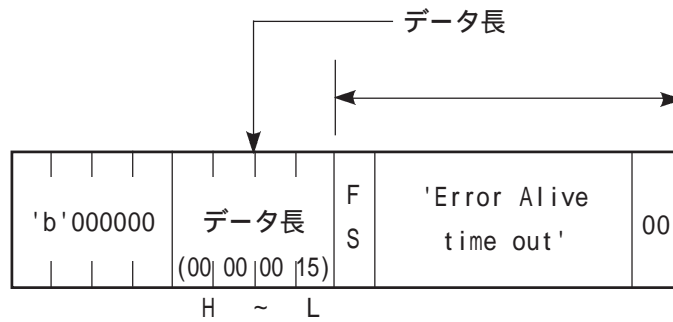 データ長
'b'000000
データ長
(00 00 00 15)
F
S
'Error Alive
time out'
00
H ~ L